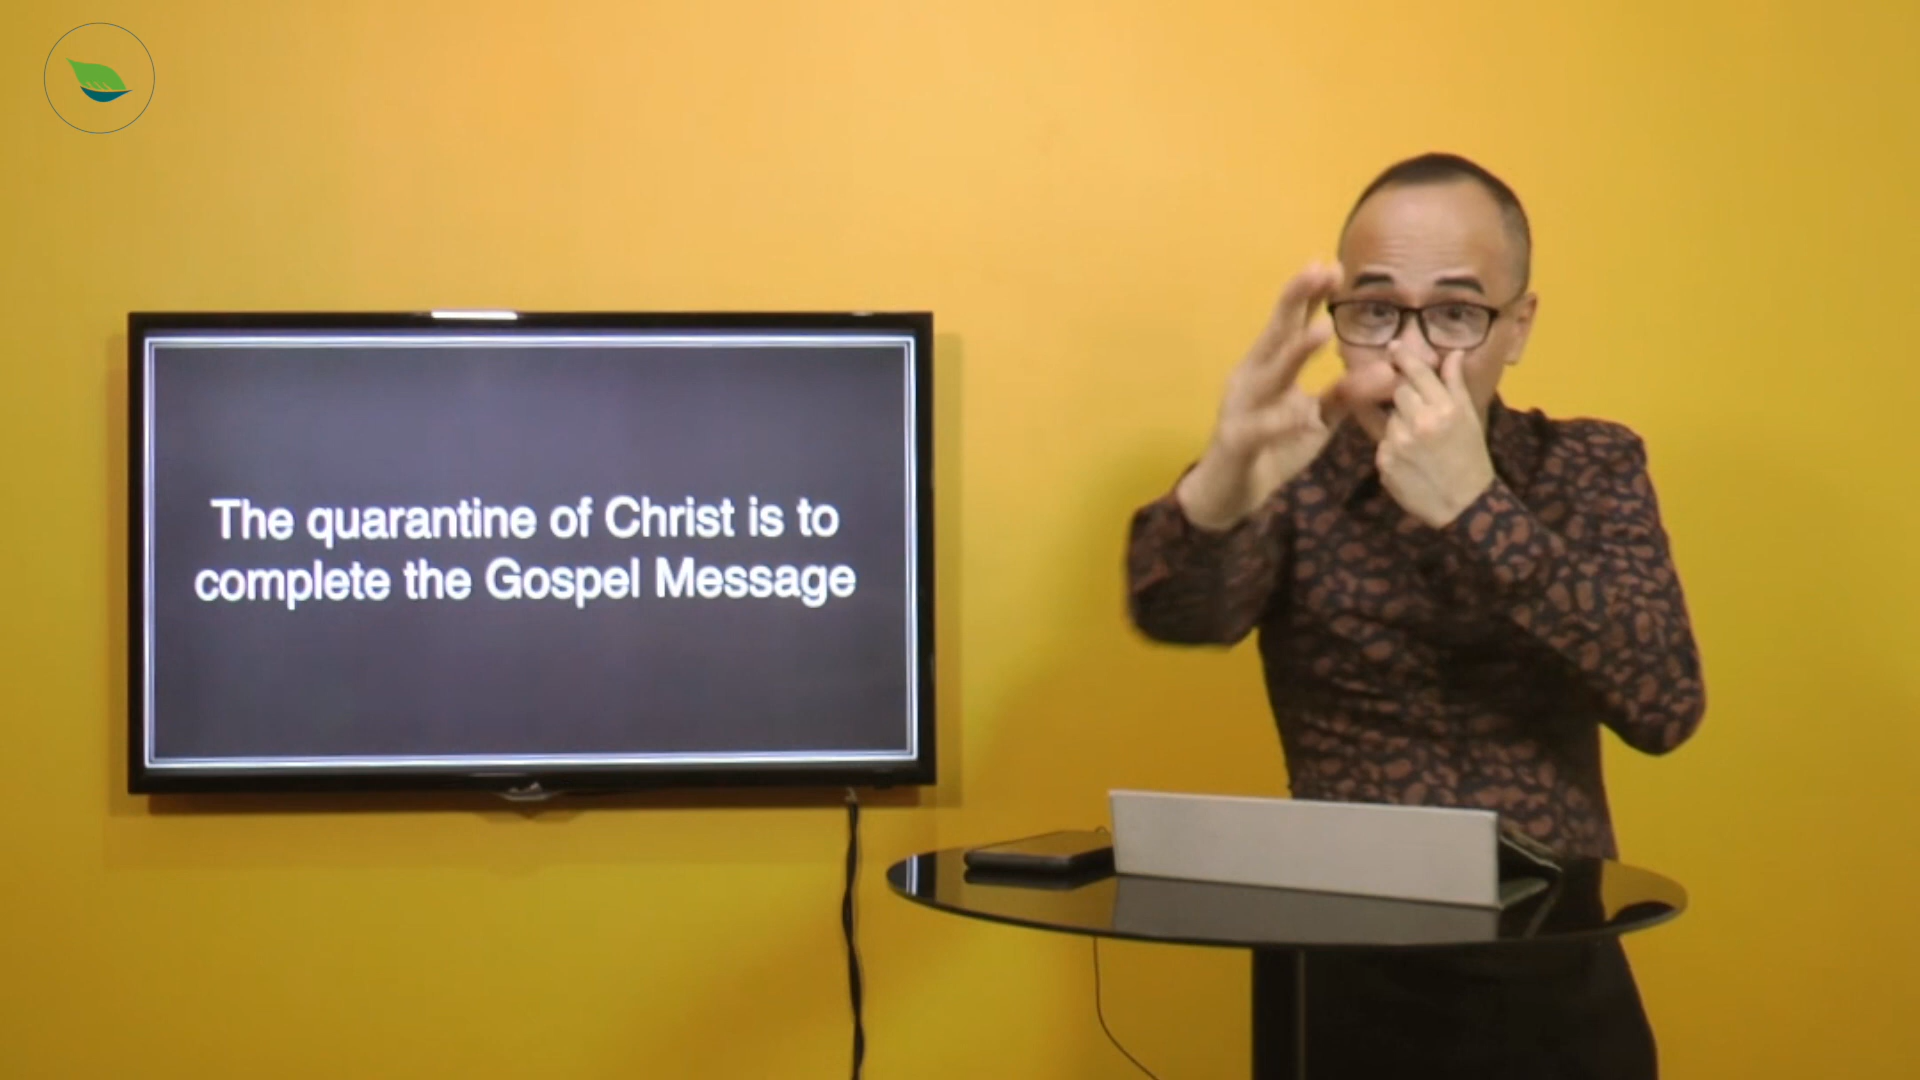 The quarantine of Christ is to
complete the Gospel Message